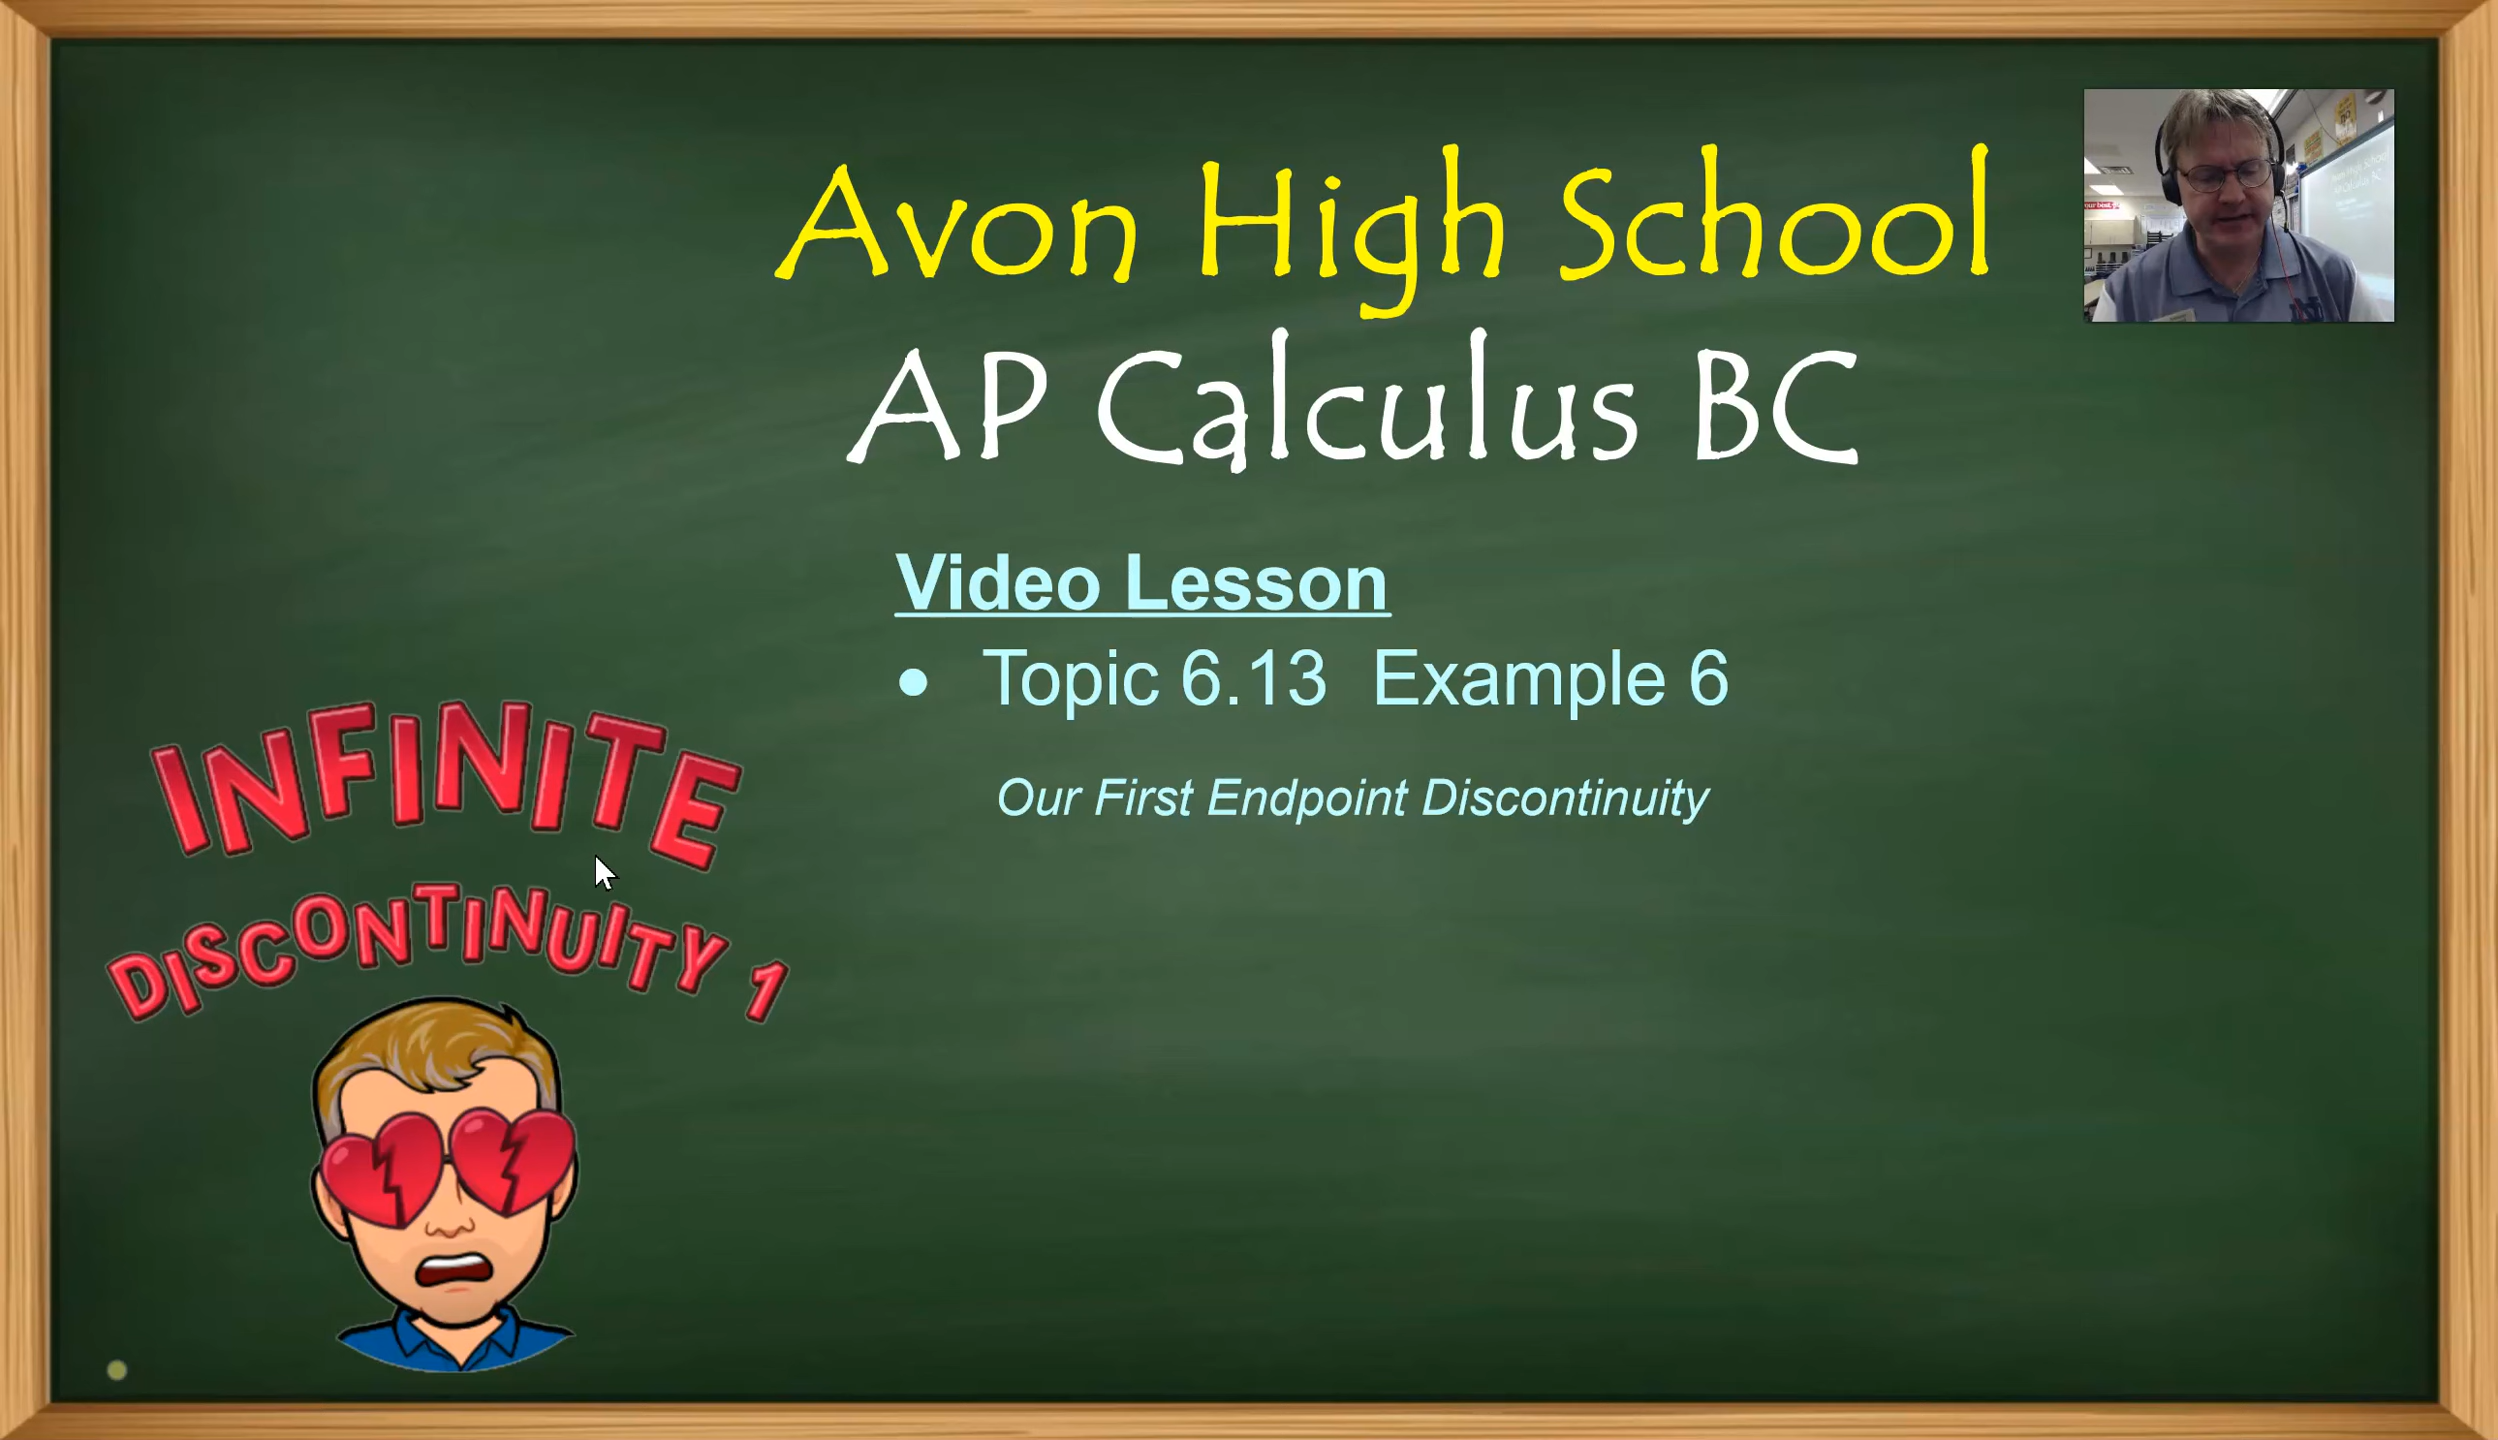 Avon High School
AP Calculus BC
Video Lesson
• Topic 6.13 Example 6
Our First Endpoint Discontinuity
INFINITE
DISCONTINUITY 1